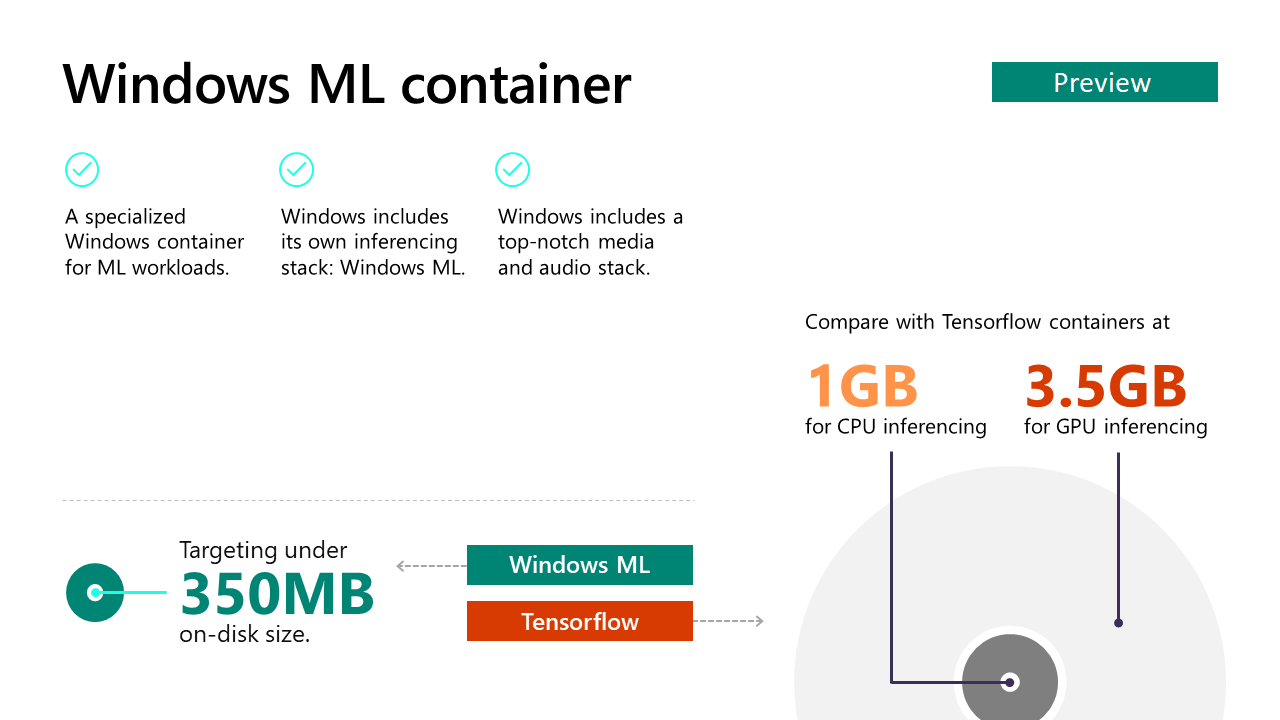 Windows ML container
Preview
A specialized
Windows container
for ML workloads.
Windows includes
its own inferencing
stack: Windows ML.
Windows includes a
top-notch media
and audio stack.
Compare with Tensorflow containers at
1GB
for CPU inferencing
3.5GB
for GPU inferencing
Targeting under
350MB
on-disk size.
Windows ML
Tensorflow